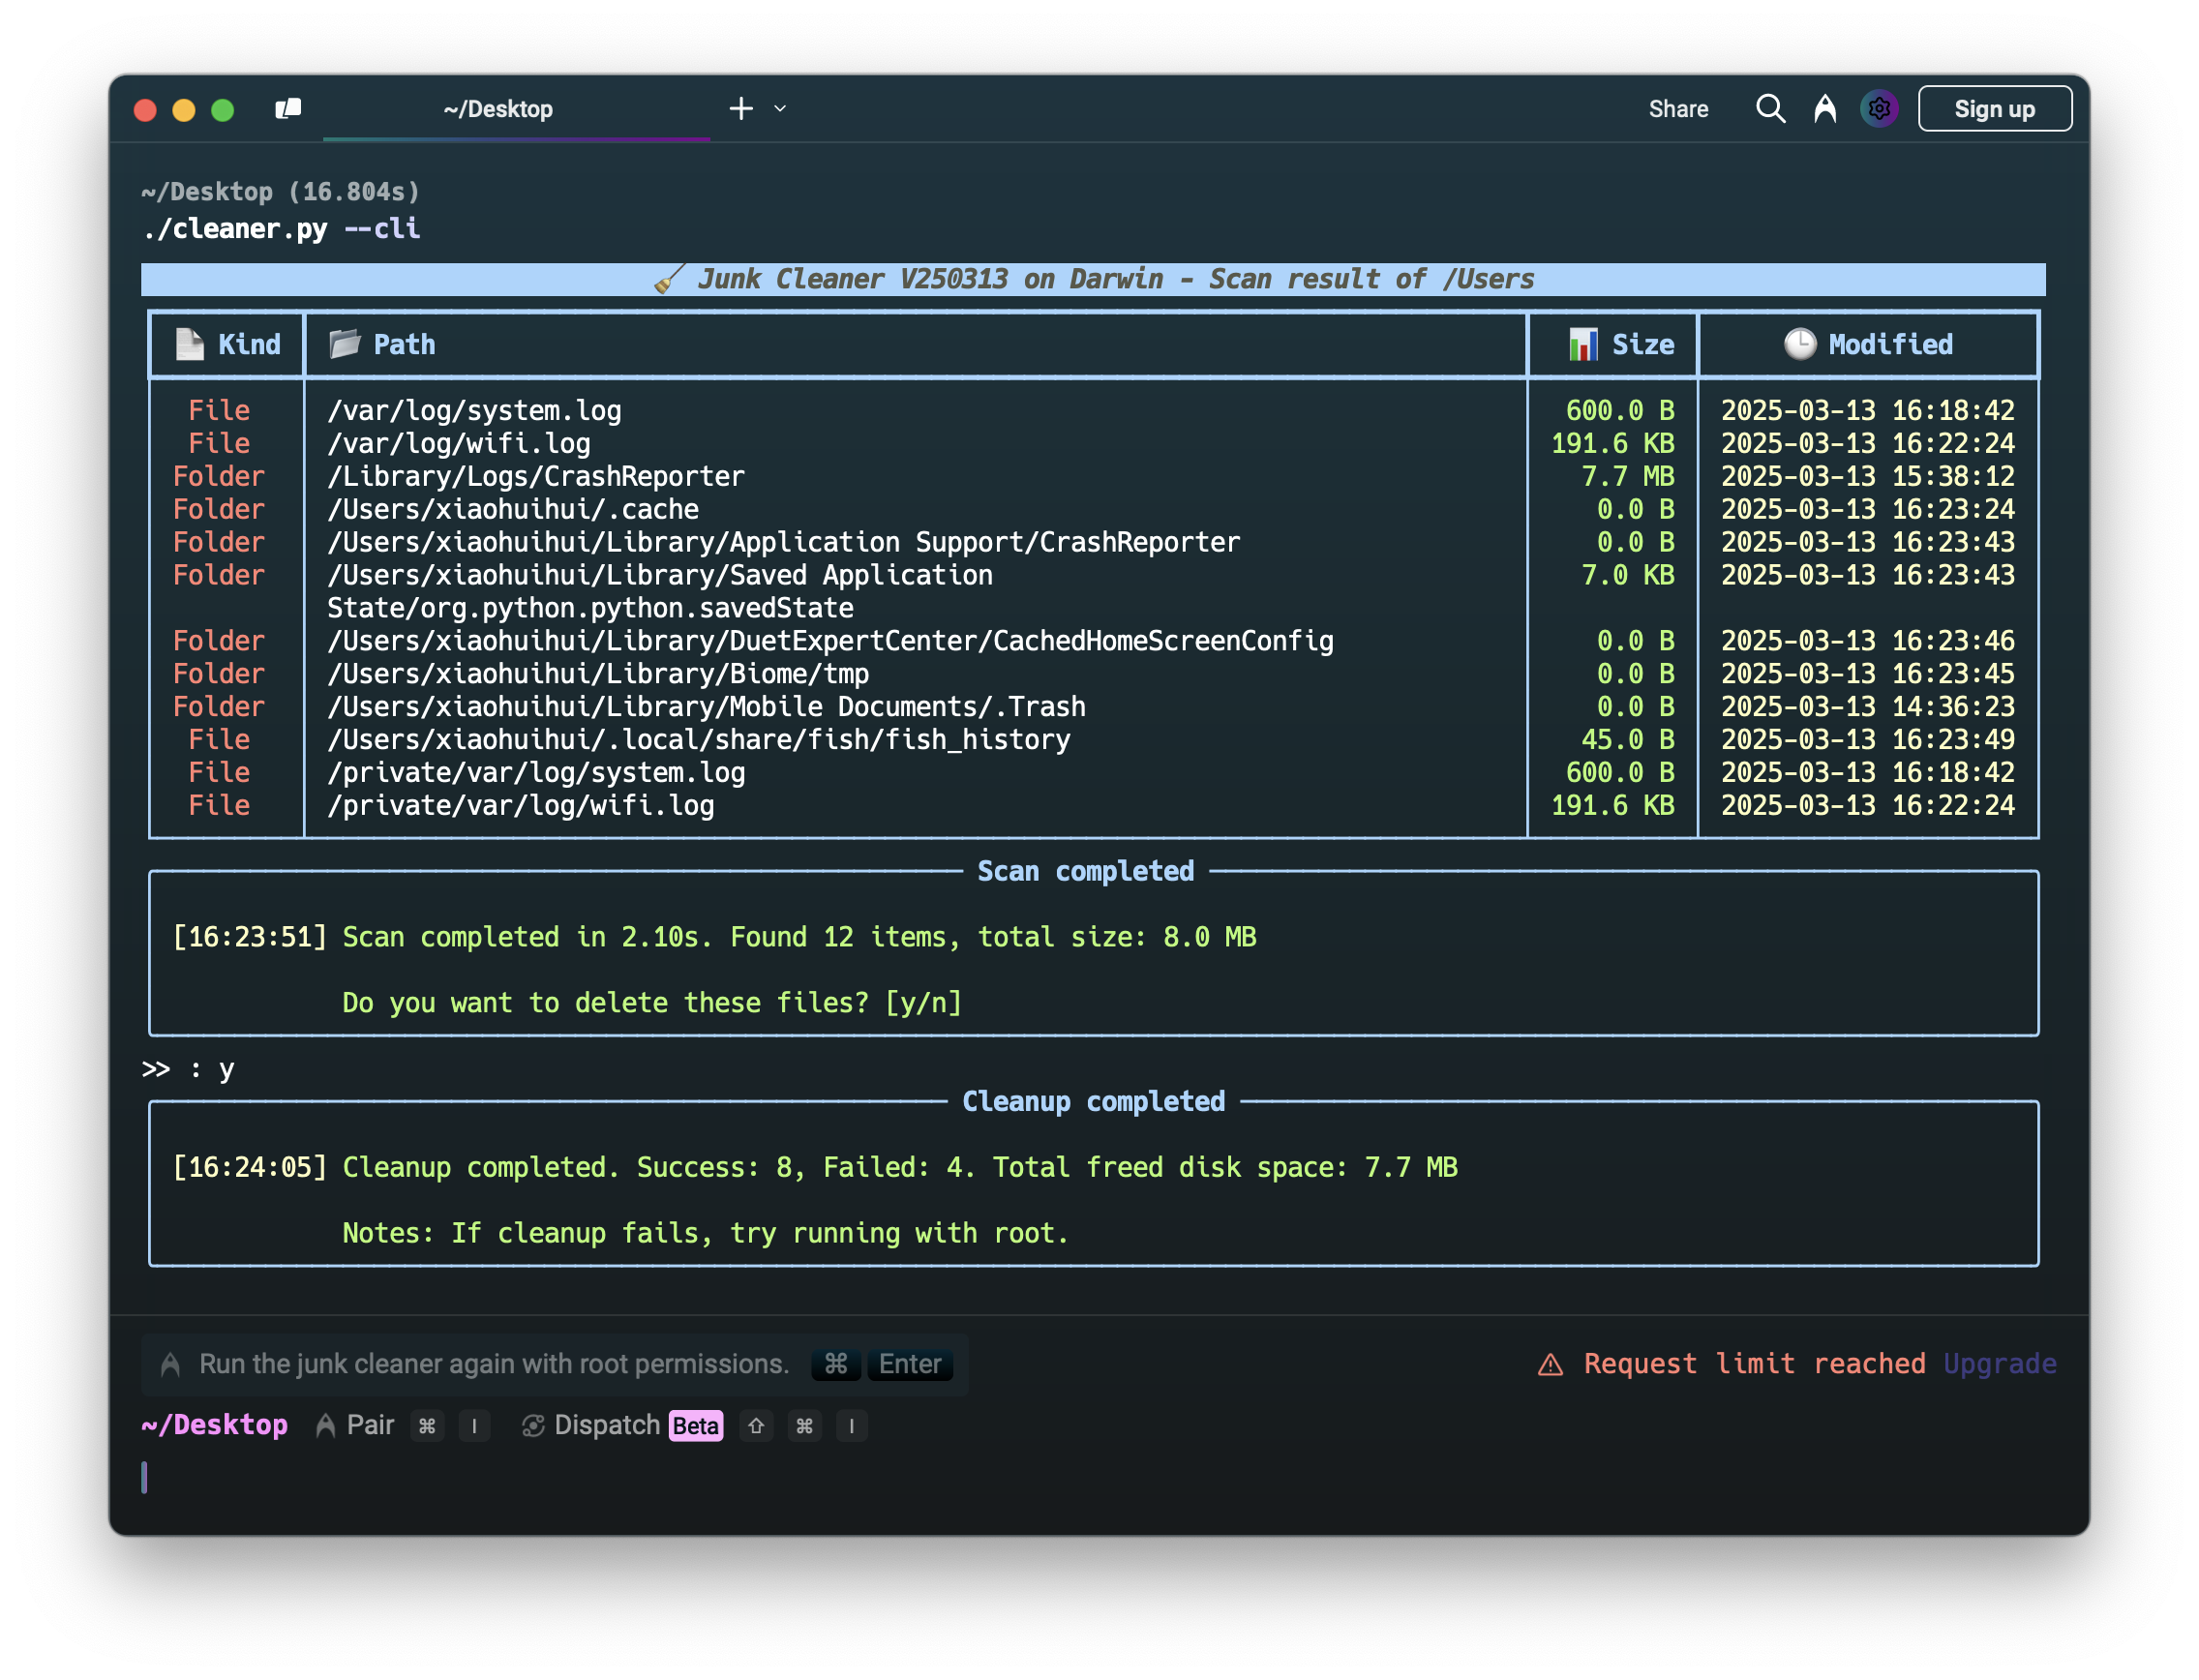 ~/Desktop
Share
Sign up
~/Desktop (16.804s)
./cleaner.py --cli
🧹 Junk Cleaner V250313 on Darwin - Scan result of /Users
📄 Kind 📂 Path 📊 Size 🕒 Modified
File /var/log/system.log 600.0 B 2025-03-13 16:18:42
File /var/log/wifi.log 191.6 KB 2025-03-13 16:22:24
Folder /Library/Logs/CrashReporter 7.7 MB 2025-03-13 15:38:12
Folder /Users/xiaohuihui/.cache 0.0 B 2025-03-13 16:23:24
Folder /Users/xiaohuihui/Library/Application Support/CrashReporter 0.0 B 2025-03-13 16:23:43
Folder /Users/xiaohuihui/Library/Saved Application 7.0 KB 2025-03-13 16:23:43
State/org.python.python.savedState
Folder /Users/xiaohuihui/Library/DuetExpertCenter/CachedHomeScreenConfig 0.0 B 2025-03-13 16:23:46
Folder /Users/xiaohuihui/Library/Biome/tmp 0.0 B 2025-03-13 16:23:45
Folder /Users/xiaohuihui/Library/Mobile Documents/.Trash 0.0 B 2025-03-13 14:36:23
File /Users/xiaohuihui/.local/share/fish/fish_history 45.0 B 2025-03-13 16:23:49
File /private/var/log/system.log 600.0 B 2025-03-13 16:18:42
File /private/var/log/wifi.log 191.6 KB 2025-03-13 16:22:24
Scan completed
[16:23:51] Scan completed in 2.10s. Found 12 items, total size: 8.0 MB
Do you want to delete these files? [y/n]
>> : y
Cleanup completed
[16:24:05] Cleanup completed. Success: 8, Failed: 4. Total freed disk space: 7.7 MB
Notes: If cleanup fails, try running with root.
Run the junk cleaner again with root permissions. ⌘ Enter
⚠ Request limit reached Upgrade
~/Desktop Pair ⌘ I Dispatch Beta ⇧ ⌘ I